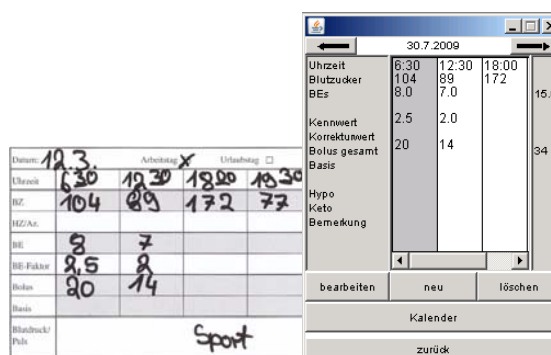 Datum: 12.3. Arbeitstag X Urlaubstag
Uhrzeit 6 30 12 30 18 00 19 30
BZ 104 89 172 77
HZ/Az.
BE 8 7
BE-Faktor 2,5 2
Bolus 20 14
Basis
Blutdruck/
Puls Sport
30.7.2009
Uhrzeit 6:30 12:30 18:00
Blutzucker 104 89 172
BEs 8.0 7.0 15.
Kennwert 2.5 2.0
Korrekturwert
Bolus gesamt 20 14 34
Basis
Hypo
Keto
Bemerkung
bearbeiten neu löschen
Kalender
zurück